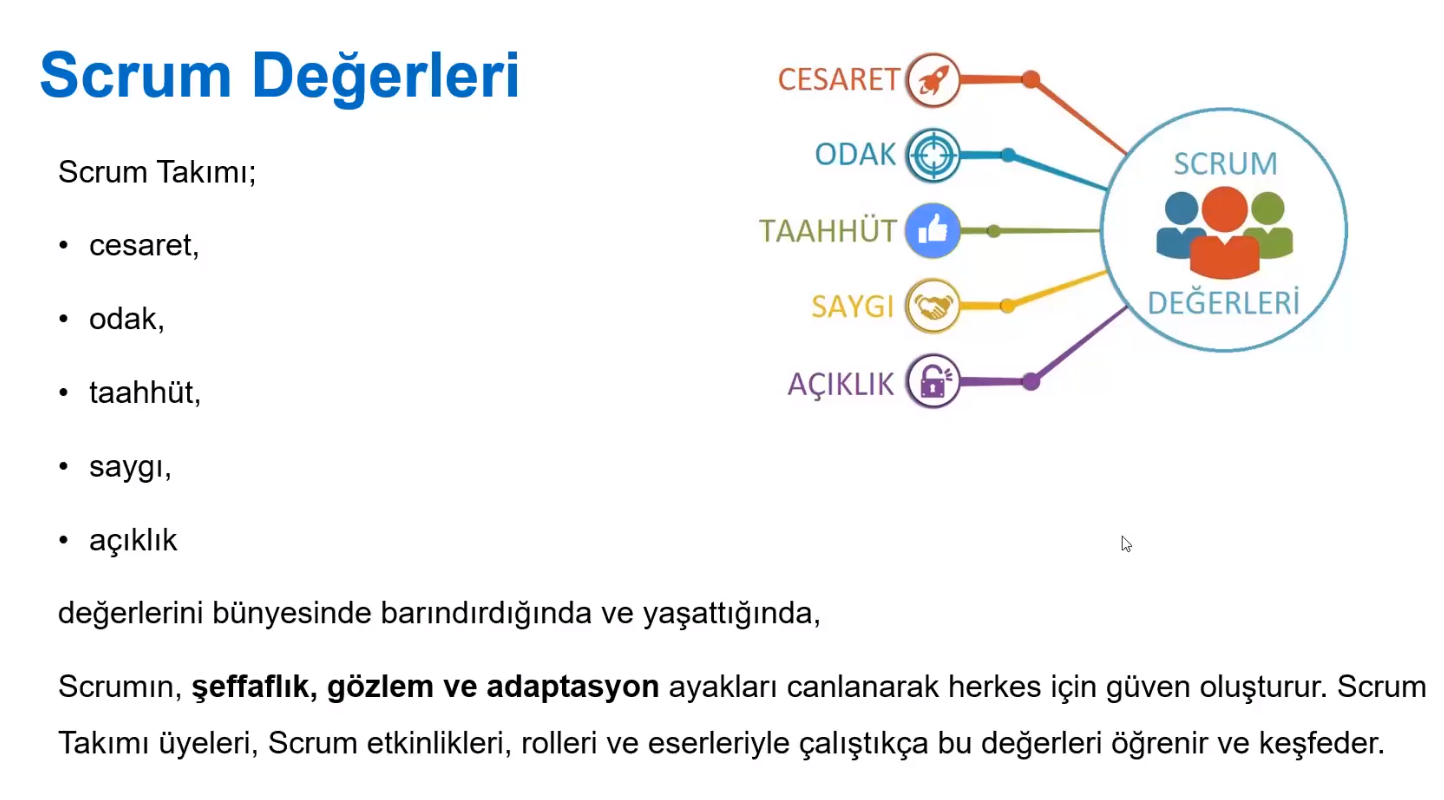 Scrum Değerleri
Scrum Takımı;
• cesaret,
• odak,
• taahhüt,
• saygı,
• açıklık
değerlerini bünyesinde barındırdığında ve yaşattığında,
Scrumın, şeffaflık, gözlem ve adaptasyon ayakları canlanarak herkes için güven oluşturur. Scrum
Takımı üyeleri, Scrum etkinlikleri, rolleri ve eserleriyle çalıştıkça bu değerleri öğrenir ve keşfeder.
CESARET
ODAK
TAAHHÜT
SAYGI
AÇIKLIK
SCRUM
DEĞERLERİ